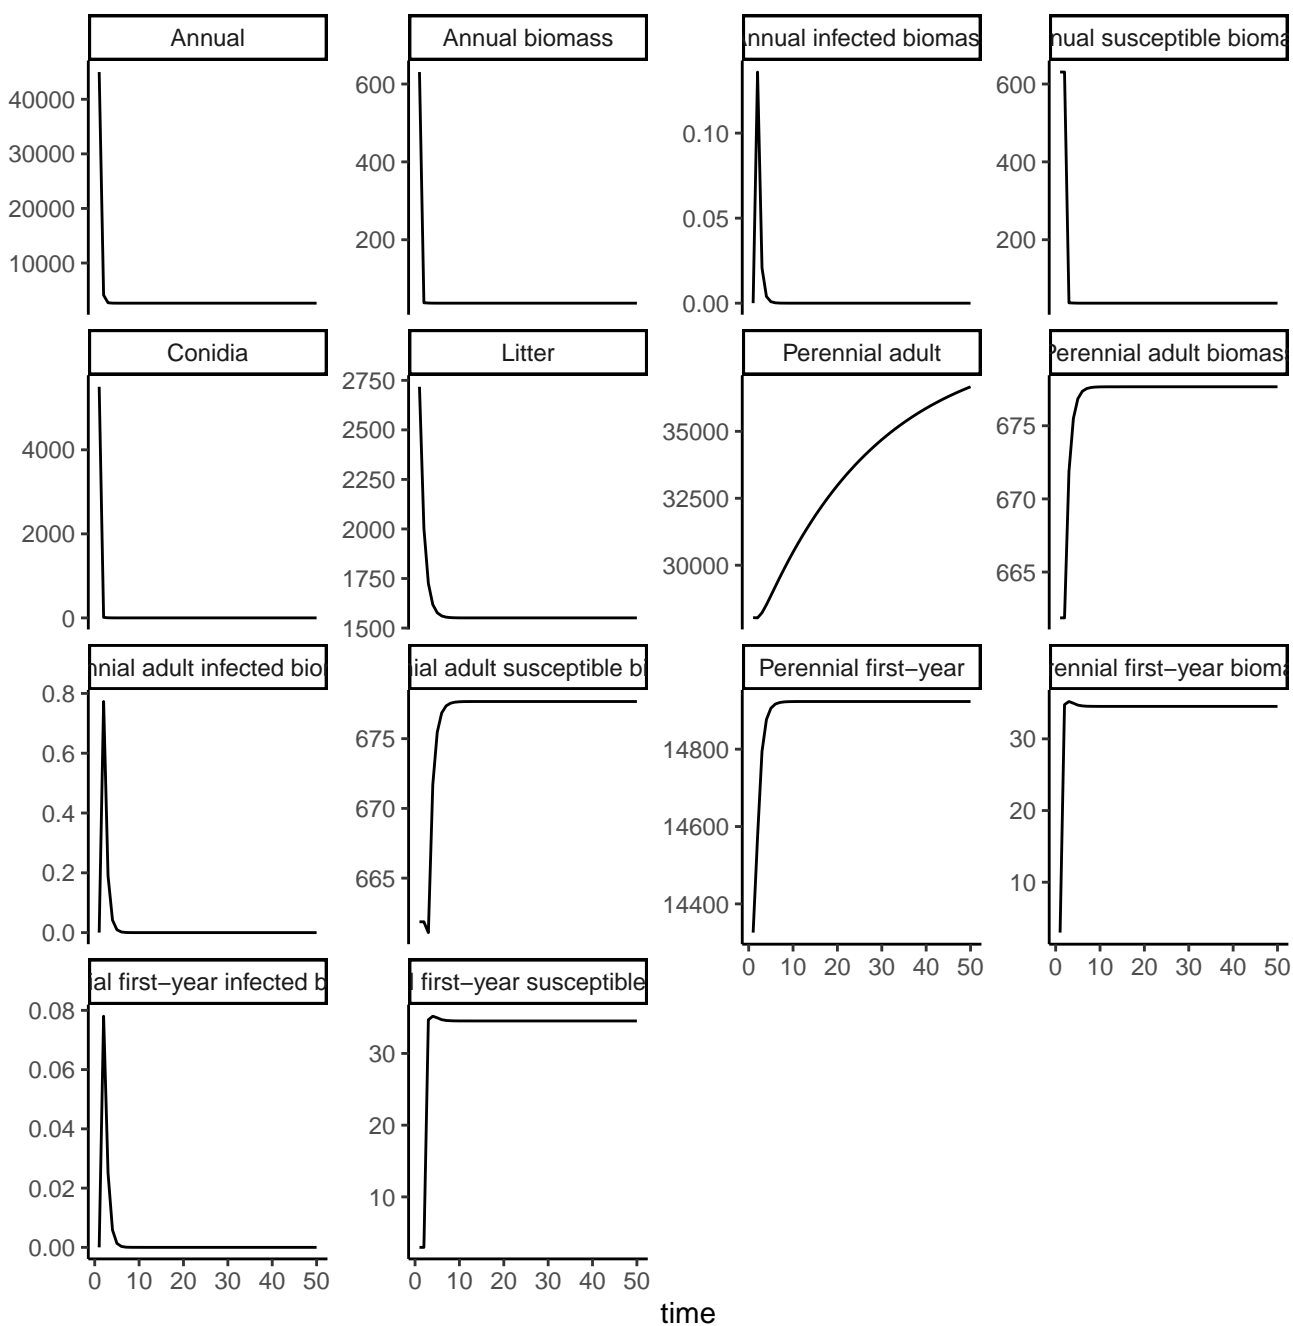 Annual
Annual biomass
nnual infected biomas
nual susceptible bioma
40000
30000
20000
10000
600
400
200
0.10
0.05
0.00
600
400
200
Conidia
Litter
Perennial adult
Perennial adult biomass
4000
2000
0
2750
2500
2250
2000
1750
1500
35000
32500
30000
675
670
665
nnial adult infected bion
ial adult susceptible bi
Perennial first−year
rennial first−year bioma
0.8
0.6
0.4
0.2
0.0
675
670
665
14800
14600
14400
30
20
10
0 10 20 30 40 50
0 10 20 30 40 50
ial first−year infected b
l first−year susceptible
0.08
0.06
0.04
0.02
0.00
30
20
10
0 10 20 30 40 50
0 10 20 30 40 50
time